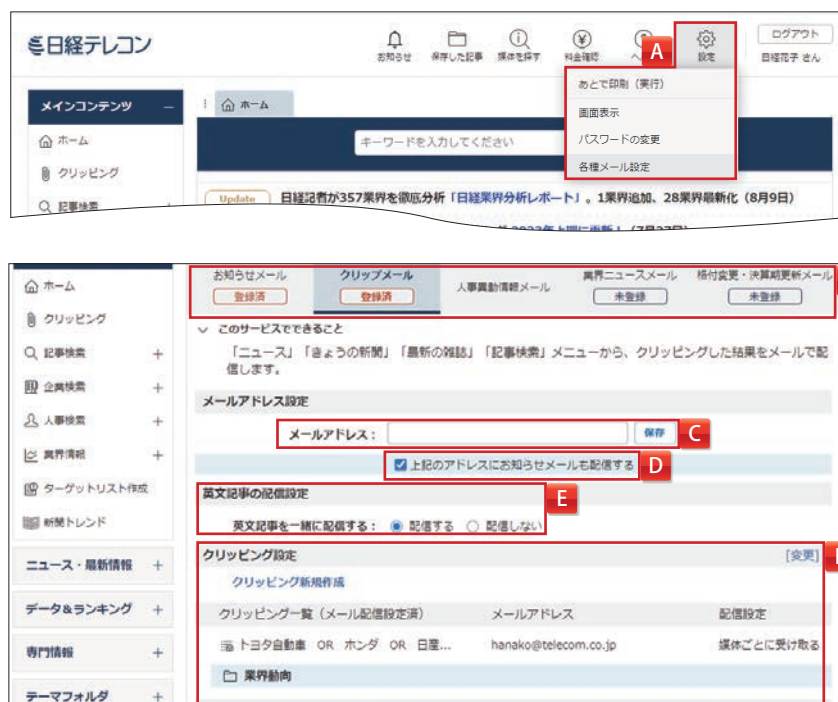 日経テレコン
お知らせ 保存した記事 媒体を探す 料金確認 A 設定 ログアウト
日経花子 さん
メインコンテンツ －
ホーム
クリッピング
記事検索
ホーム
キーワードを入力してください
あとで印刷（実行）
画面表示
パスワードの変更
各種メール設定
Update 日経記者が357業界を徹底分析「日経業界分析レポート」。1業界追加、28業界最新化（8月9日）
ホーム
クリッピング
記事検索 ＋
企業検索 ＋
人事検索 ＋
業界情報 ＋
ターゲットリスト作成
新聞トレンド
ニュース・最新情報 ＋
データ&ランキング ＋
専門情報 ＋
テーマフォルダ ＋
お知らせメール クリップメール 人事異動情報メール 業界ニュースメール 格付変更・決算期更新メール
登録済 登録済 未登録 未登録
このサービスでできること
「ニュース」「きょうの新聞」「最新の雑誌」「記事検索」メニューから、クリッピングした結果をメールで配
信します。
メールアドレス設定
メールアドレス： 保存 C
上記のアドレスにお知らせメールも配信する D
英文記事の配信設定 E
英文記事を一緒に配信する： 配信する 配信しない
クリッピング設定 [変更]
クリッピング新規作成
クリッピング一覧（メール配信設定済） メールアドレス 配信設定
トヨタ自動車 OR ホンダ OR 日産... hanako@telecom.co.jp 媒体ごとに受け取る
業界動向